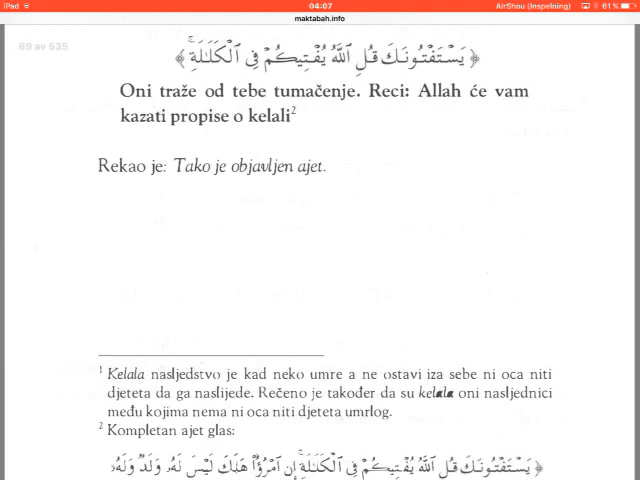 iPad
04:07
AirShou (Inspelning)
61 %
maktabah.info
69 av 535
﴿ يَسْتَفْتُونَكَ قُلِ ٱللَّهُ يُفْتِيكُمْ فِى ٱلْكَلَـٰلَةِ ۚ ﴾
Oni traže od tebe tumačenje. Reci: Allah će vam
kazati propise o kelali²
Rekao je: Tako je objavljen ajet.
¹ Kelala nasljedstvo je kad neko umre a ne ostavi iza sebe ni oca niti
djeteta da ga naslijede. Rečeno je također da su kelala oni nasljednici
među kojima nema ni oca niti djeteta umrlog.
² Kompletan ajet glas:
﴿ يَسْتَفْتُونَكَ قُلِ ٱللَّهُ يُفْتِيكُمْ فِى ٱلْكَلَـٰلَةِ ۚ إِنِ ٱمْرُؤٌا۟ هَلَكَ لَيْسَ لَهُۥ وَلَدٌ وَلَهُۥٓ